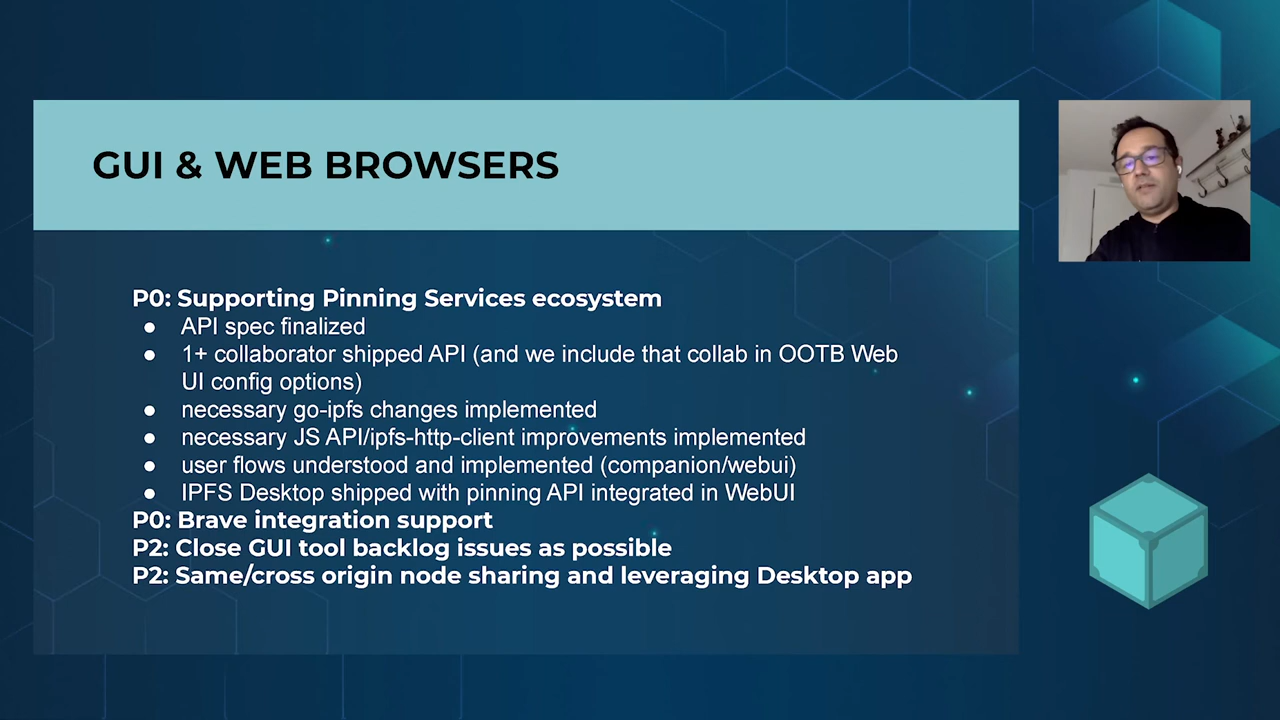 GUI & WEB BROWSERS
P0: Supporting Pinning Services ecosystem
● API spec finalized
● 1+ collaborator shipped API (and we include that collab in OOTB Web
UI config options)
● necessary go-ipfs changes implemented
● necessary JS API/ipfs-http-client improvements implemented
● user flows understood and implemented (companion/webui)
● IPFS Desktop shipped with pinning API integrated in WebUI
P0: Brave integration support
P2: Close GUI tool backlog issues as possible
P2: Same/cross origin node sharing and leveraging Desktop app